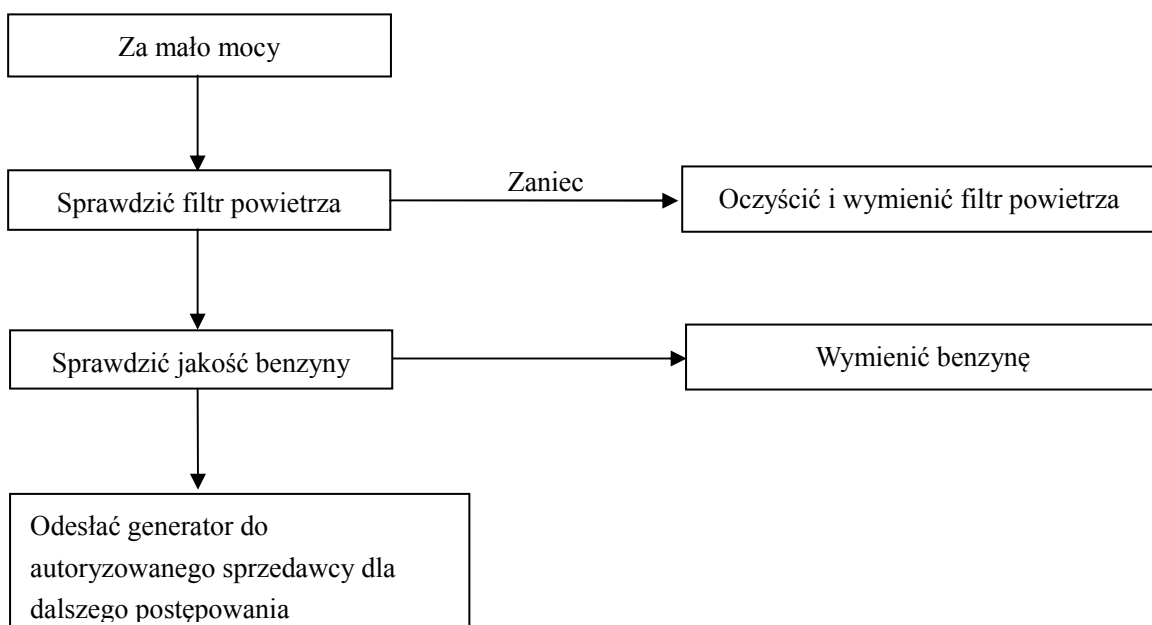 Za mało mocy
Sprawdzić filtr powietrza
Zaniec
Oczyścić i wymienić filtr powietrza
Sprawdzić jakość benzyny
Wymienić benzynę
Odesłać generator do
autoryzowanego sprzedawcy dla
dalszego postępowania